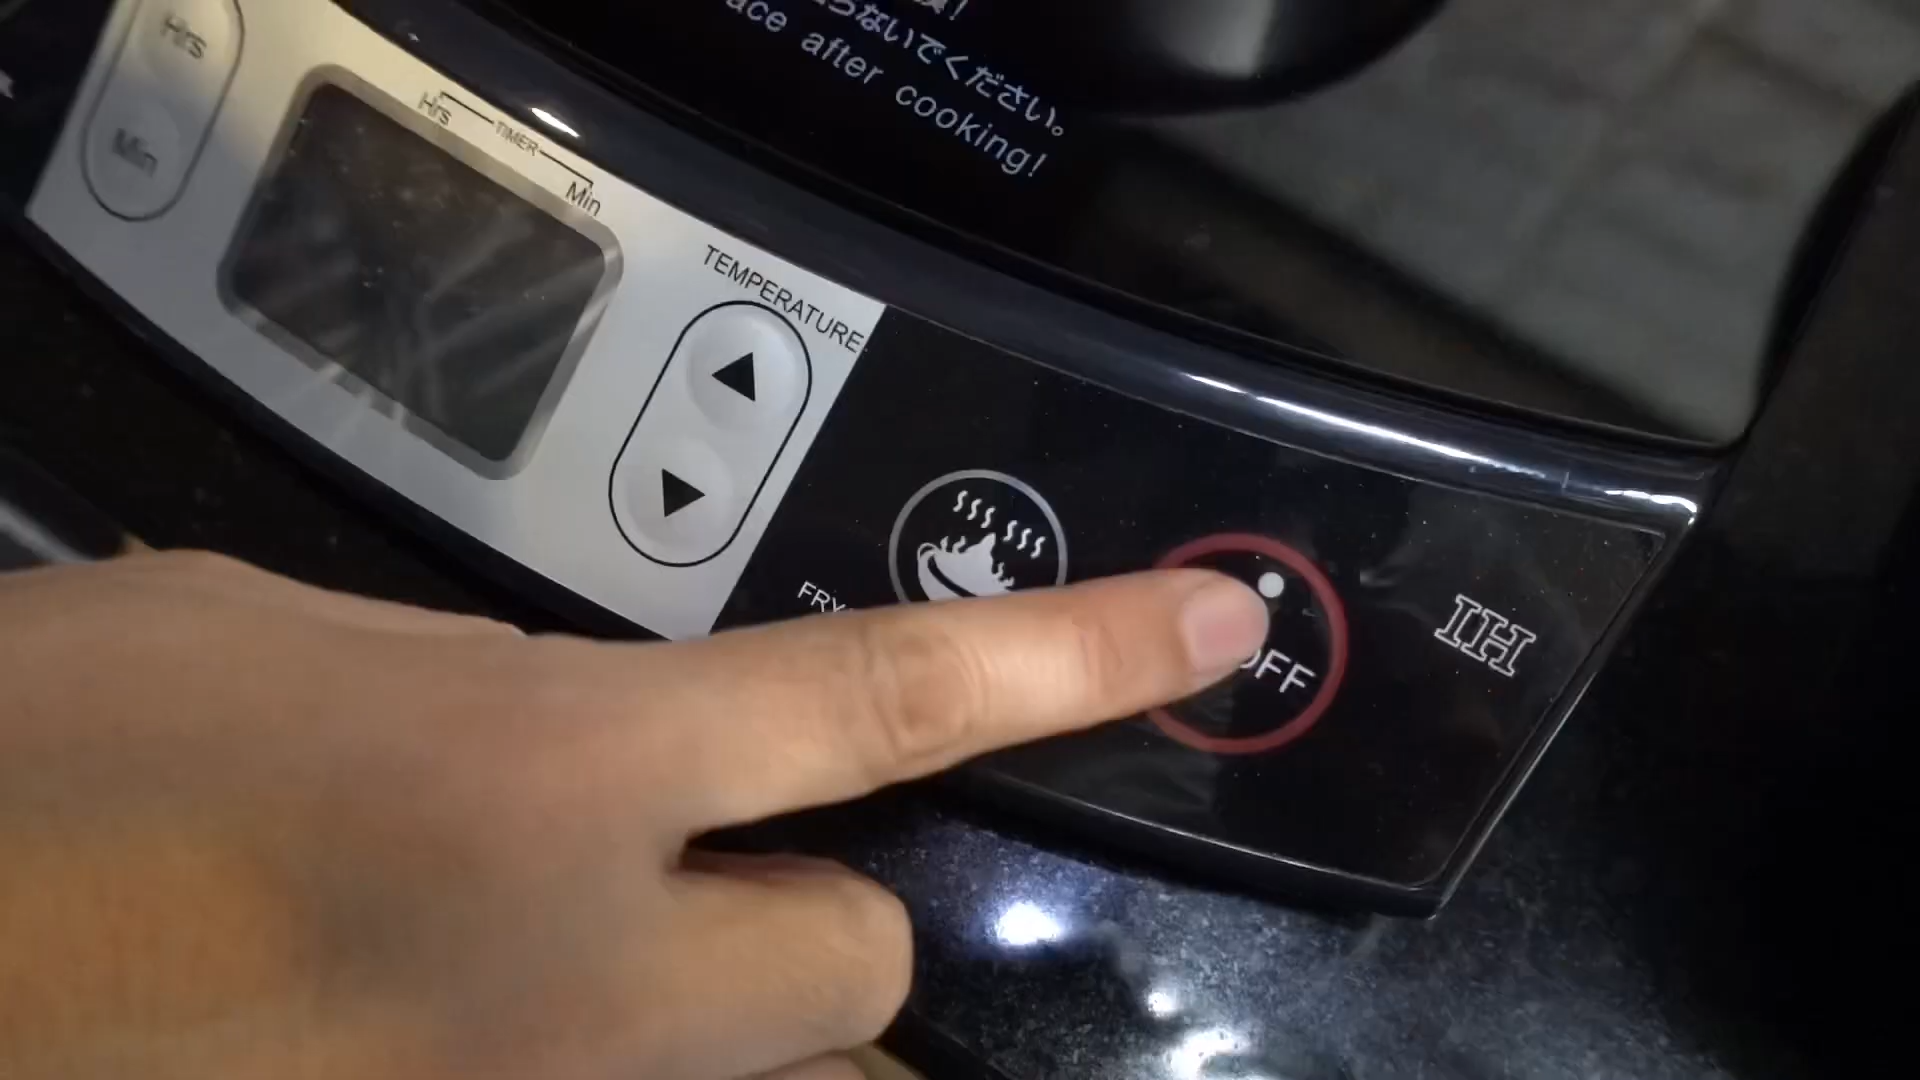 らないでください。
ace after cooking!
Hrs
Min
Hrs
TIMER
Min
TEMPERATURE
FRY
OFF
IH